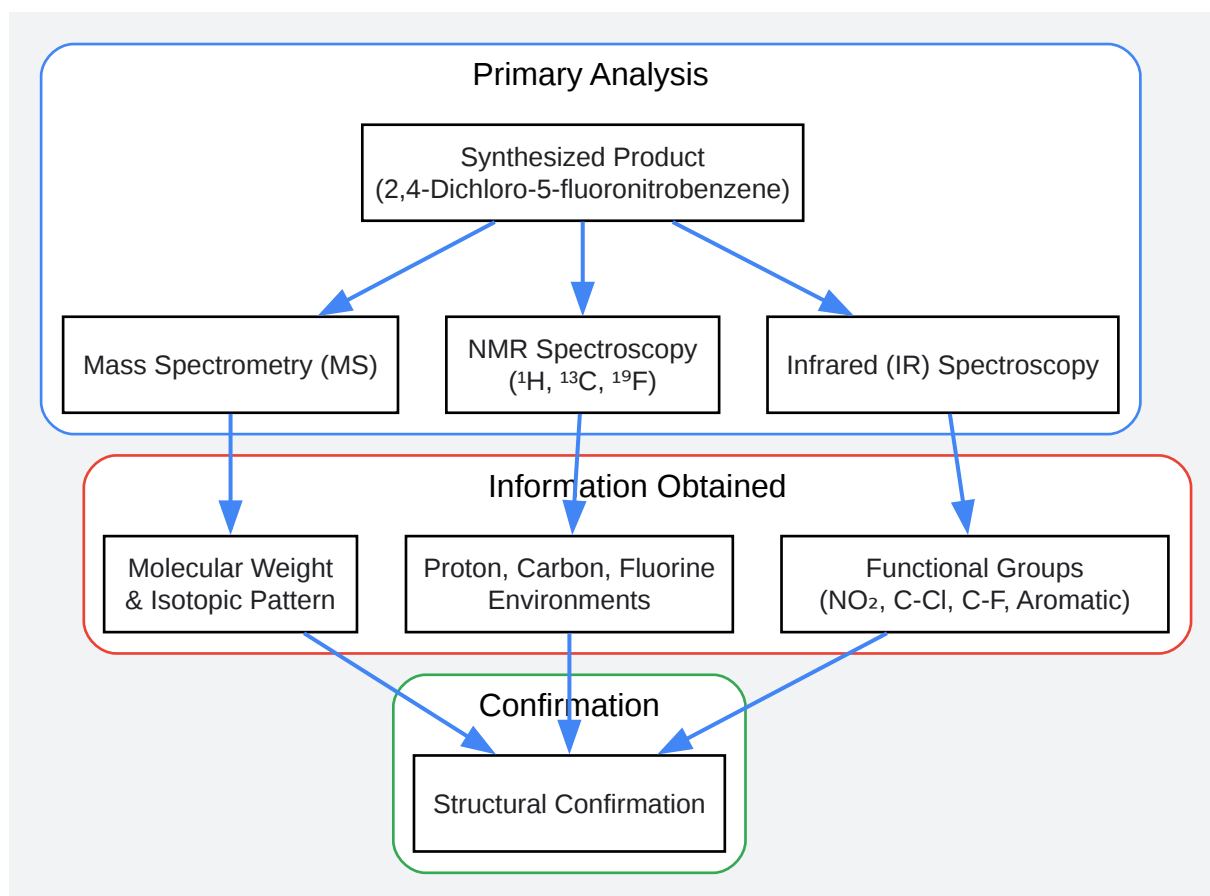 Primary Analysis
Synthesized Product
(2,4-Dichloro-5-fluoronitrobenzene)
Mass Spectrometry (MS)
NMR Spectroscopy
(¹H, ¹³C, ¹⁹F)
Infrared (IR) Spectroscopy
Information Obtained
Molecular Weight
& Isotopic Pattern
Proton, Carbon, Fluorine
Environments
Functional Groups
(NO₂, C-Cl, C-F, Aromatic)
Confirmation
Structural Confirmation